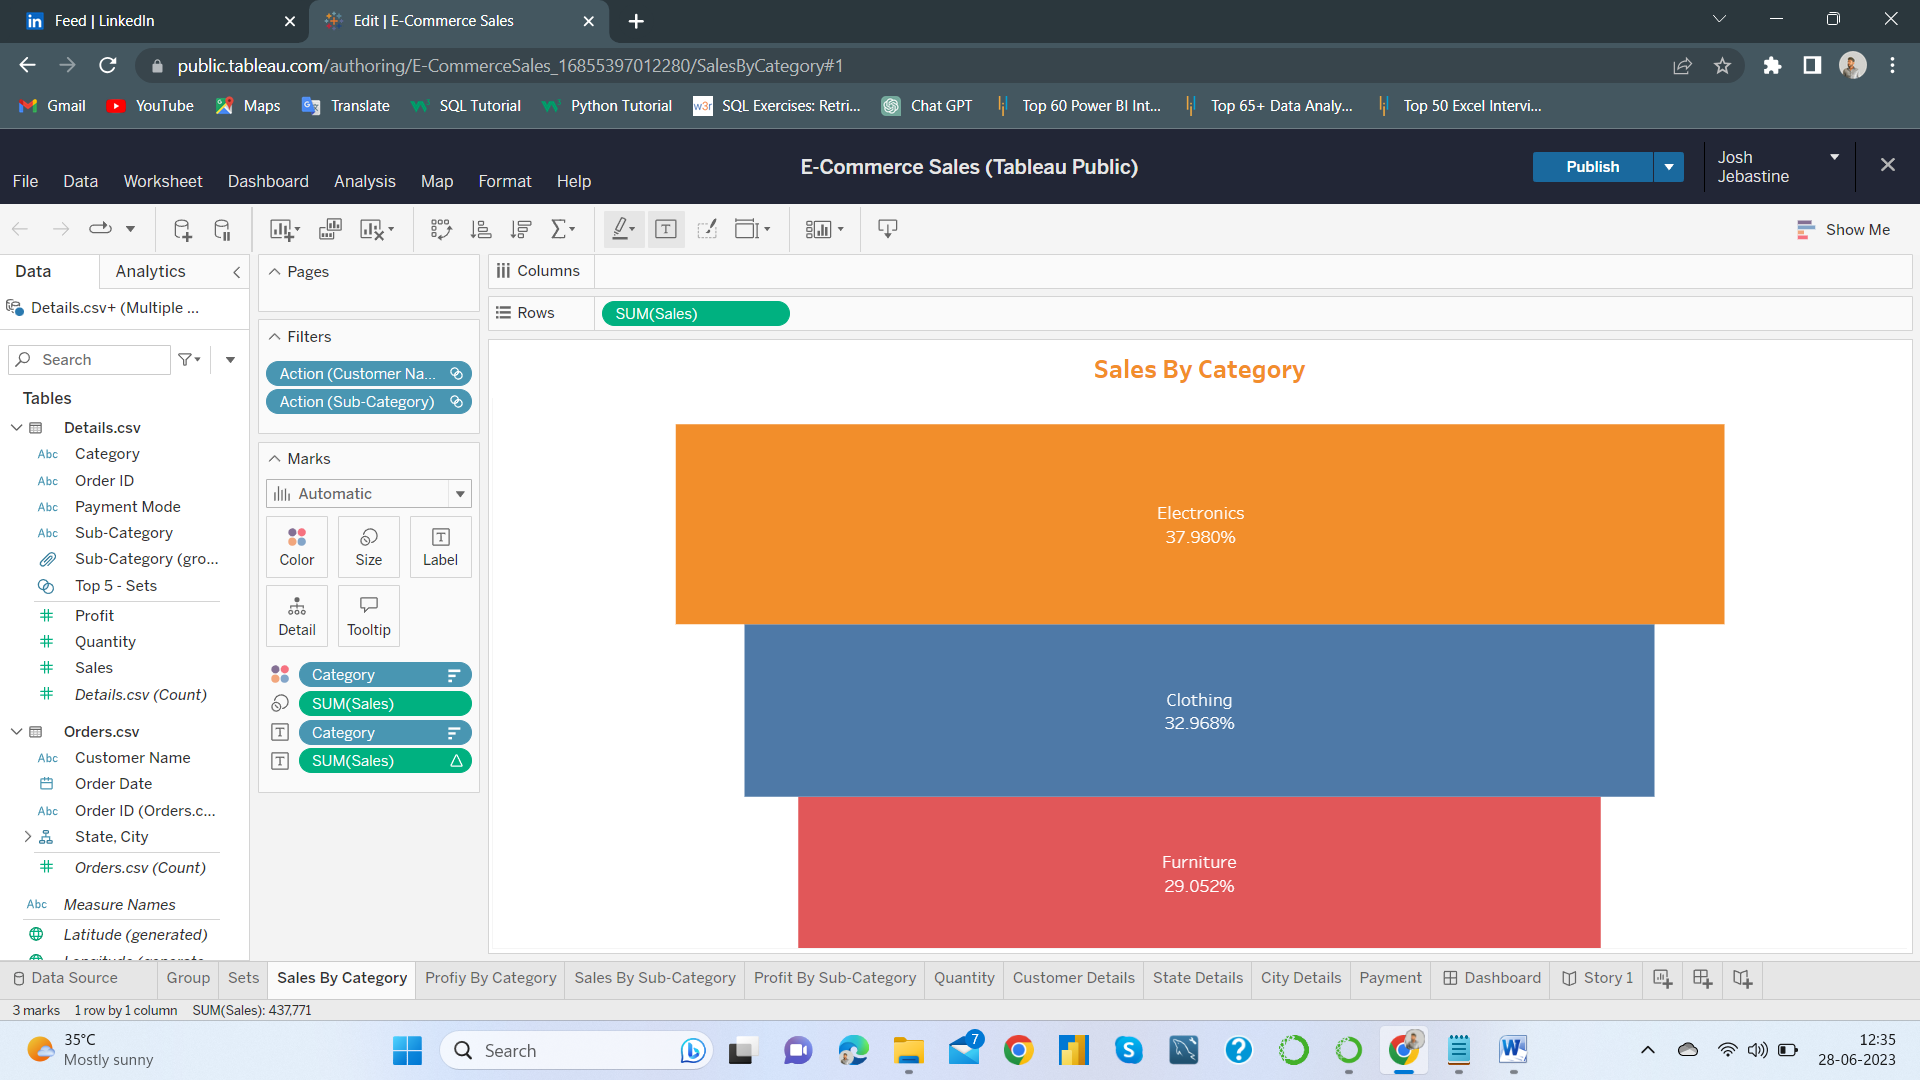 Feed | LinkedIn
Edit | E-Commerce Sales
public.tableau.com/authoring/E-CommerceSales_16855397012280/SalesByCategory#1
Gmail
YouTube
Maps
Translate
SQL Tutorial
Python Tutorial
SQL Exercises: Retri...
Chat GPT
Top 60 Power BI Int...
Top 65+ Data Analy...
Top 50 Excel Intervi...
E-Commerce Sales (Tableau Public)
Publish
Josh
Jebastine
File
Data
Worksheet
Dashboard
Analysis
Map
Format
Help
Show Me
Data
Analytics
Details.csv+ (Multiple ...
Search
Tables
Details.csv
Abc Category
Abc Order ID
Abc Payment Mode
Abc Sub-Category
Sub-Category (gro...
Top 5 - Sets
Profit
Quantity
Sales
Details.csv (Count)
Orders.csv
Abc Customer Name
Order Date
Abc Order ID (Orders.c...
State, City
Orders.csv (Count)
Abc Measure Names
Latitude (generated)
Pages
Filters
Action (Customer Na...
Action (Sub-Category)
Marks
Automatic
Color
Size
Label
Detail
Tooltip
Category
SUM(Sales)
Category
SUM(Sales)
Columns
Rows
SUM(Sales)
Sales By Category
Electronics
37.980%
Clothing
32.968%
Furniture
29.052%
Data Source
Group
Sets
Sales By Category
Profiy By Category
Sales By Sub-Category
Profit By Sub-Category
Quantity
Customer Details
State Details
City Details
Payment
Dashboard
Story 1
3 marks
1 row by 1 column
SUM(Sales): 437,771
35°C
Mostly sunny
Search
7
12:35
28-06-2023